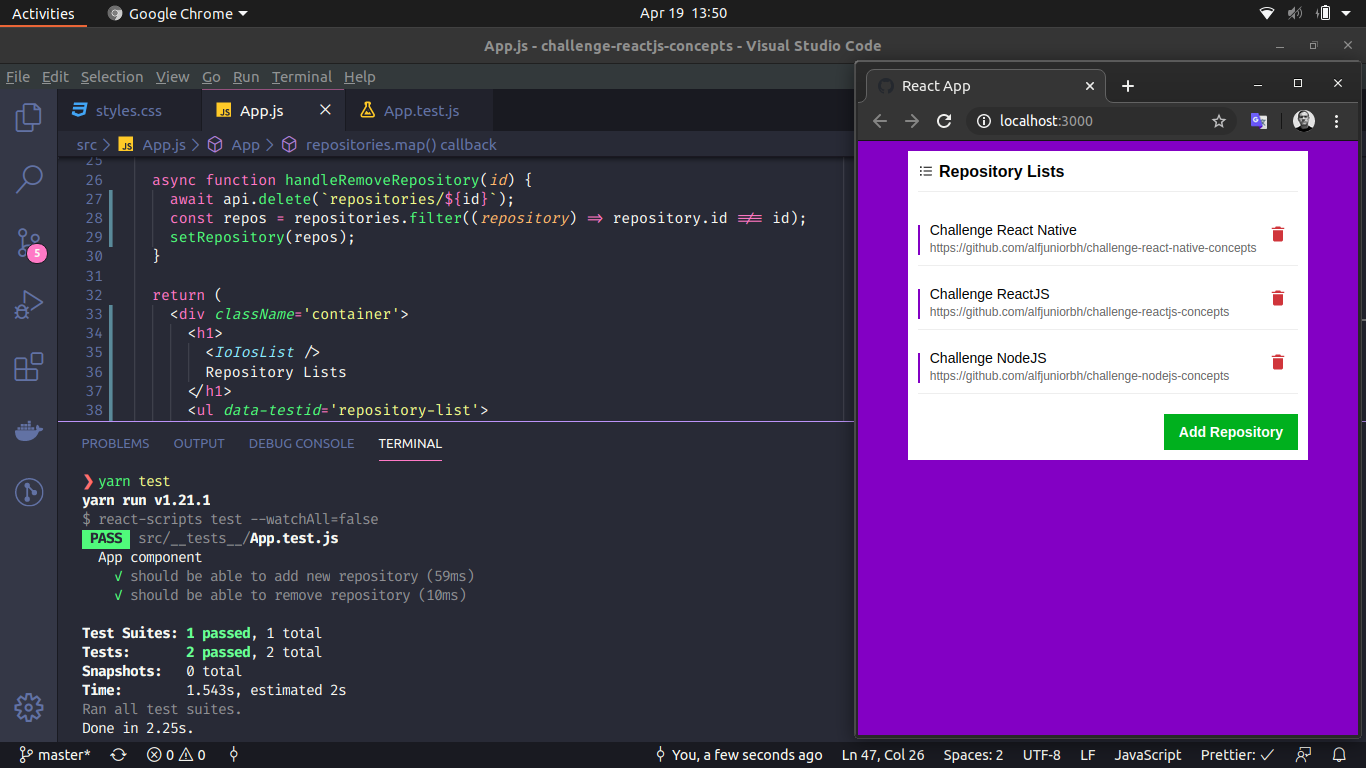 Activities
Google Chrome
Apr 19 13:50
App.js - challenge-reactjs-concepts - Visual Studio Code
File Edit Selection View Go Run Terminal Help
styles.css
App.js
App.test.js
src > App.js > App > repositories.map() callback
25
26 async function handleRemoveRepository(id) {
27 await api.delete(`repositories/${id}`);
28 const repos = repositories.filter((repository) => repository.id !== id);
29 setRepository(repos);
30 }
31
32 return (
33 <div className='container'>
34 <h1>
35 <IoIosList />
36 Repository Lists
37 </h1>
38 <ul data-testid='repository-list'>
5
PROBLEMS OUTPUT DEBUG CONSOLE TERMINAL
❯ yarn test
yarn run v1.21.1
$ react-scripts test --watchAll=false
PASS src/__tests__/App.test.js
App component
√ should be able to add new repository (59ms)
√ should be able to remove repository (10ms)
Test Suites: 1 passed, 1 total
Tests: 2 passed, 2 total
Snapshots: 0 total
Time: 1.543s, estimated 2s
Ran all test suites.
Done in 2.25s.
React App
localhost:3000
Repository Lists
Challenge React Native
https://github.com/alfjuniorbh/challenge-react-native-concepts
Challenge ReactJS
https://github.com/alfjuniorbh/challenge-reactjs-concepts
Challenge NodeJS
https://github.com/alfjuniorbh/challenge-nodejs-concepts
Add Repository
master* 0 0 You, a few seconds ago Ln 47, Col 26 Spaces: 2 UTF-8 LF JavaScript Prettier: ✓